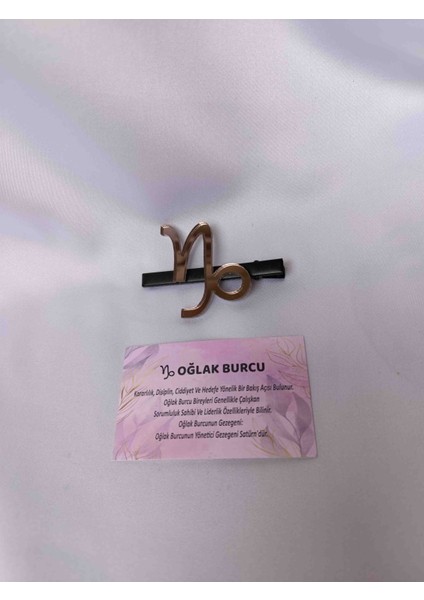 ♑ OĞLAK BURCU
Kararlılık, Disiplin, Ciddiyet Ve Hedefe Yönelik Bir Bakış Açısı Bulunur.
Oğlak Burcu Bireyleri Genellikle Çalışkan
Sorumluluk Sahibi Ve Liderlik Özellikleriyle Bilinir.
Oğlak Burcunun Gezegeni:
Oğlak Burcunun Yönetici Gezegeni Satürn'dür.